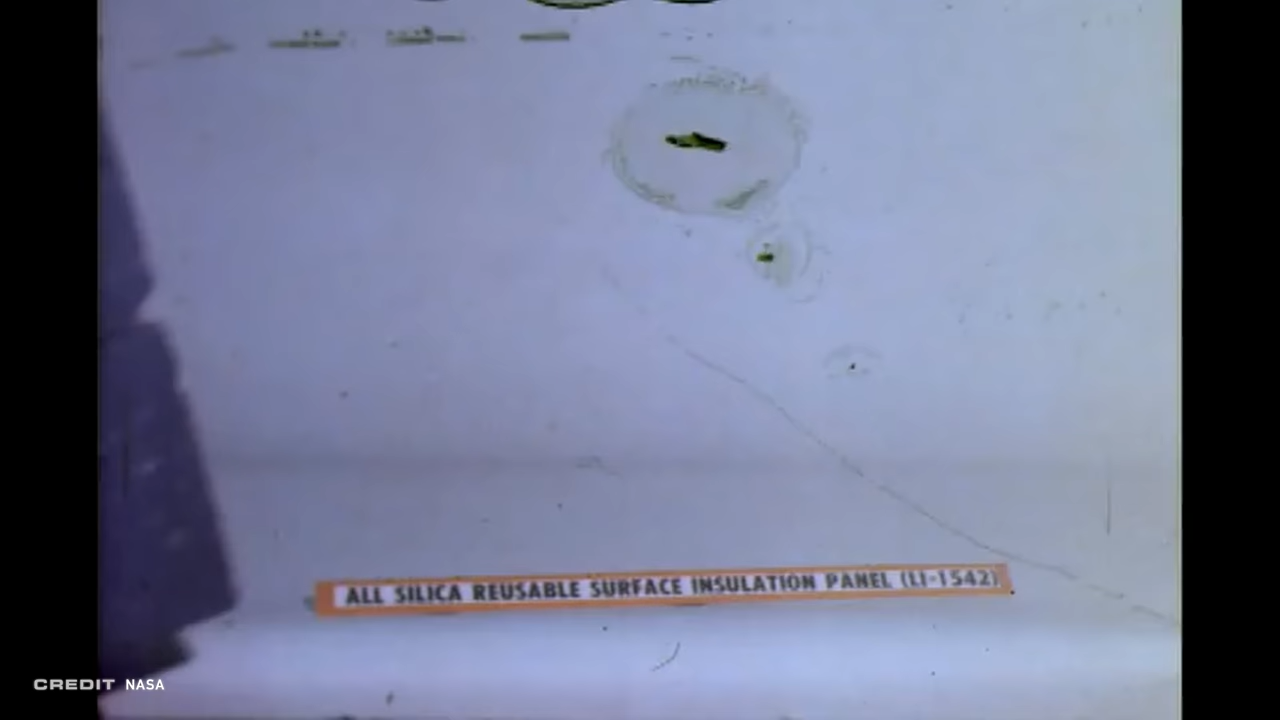 ALL SILICA REUSABLE SURFACE INSULATION PANEL (LI-1542)
CREDIT NASA